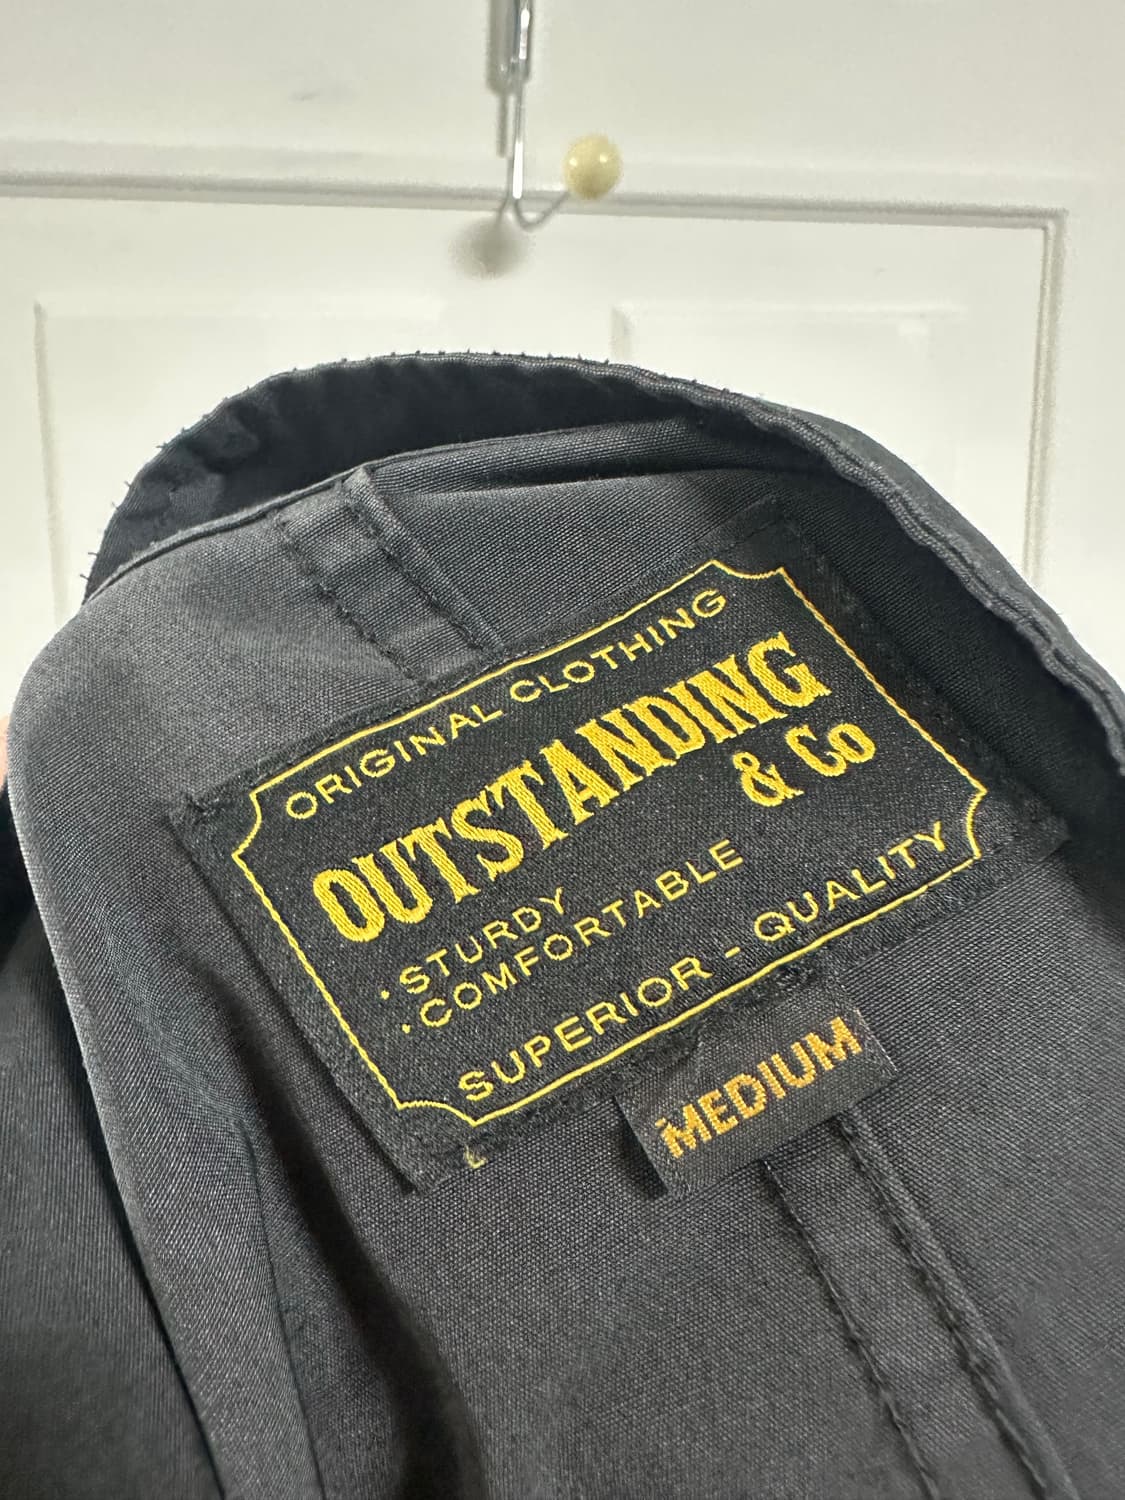 ORIGINAL CLOTHING
OUTSTANDING
& Co
·STURDY
·COMFORTABLE
SUPERIOR - QUALITY
MEDIUM